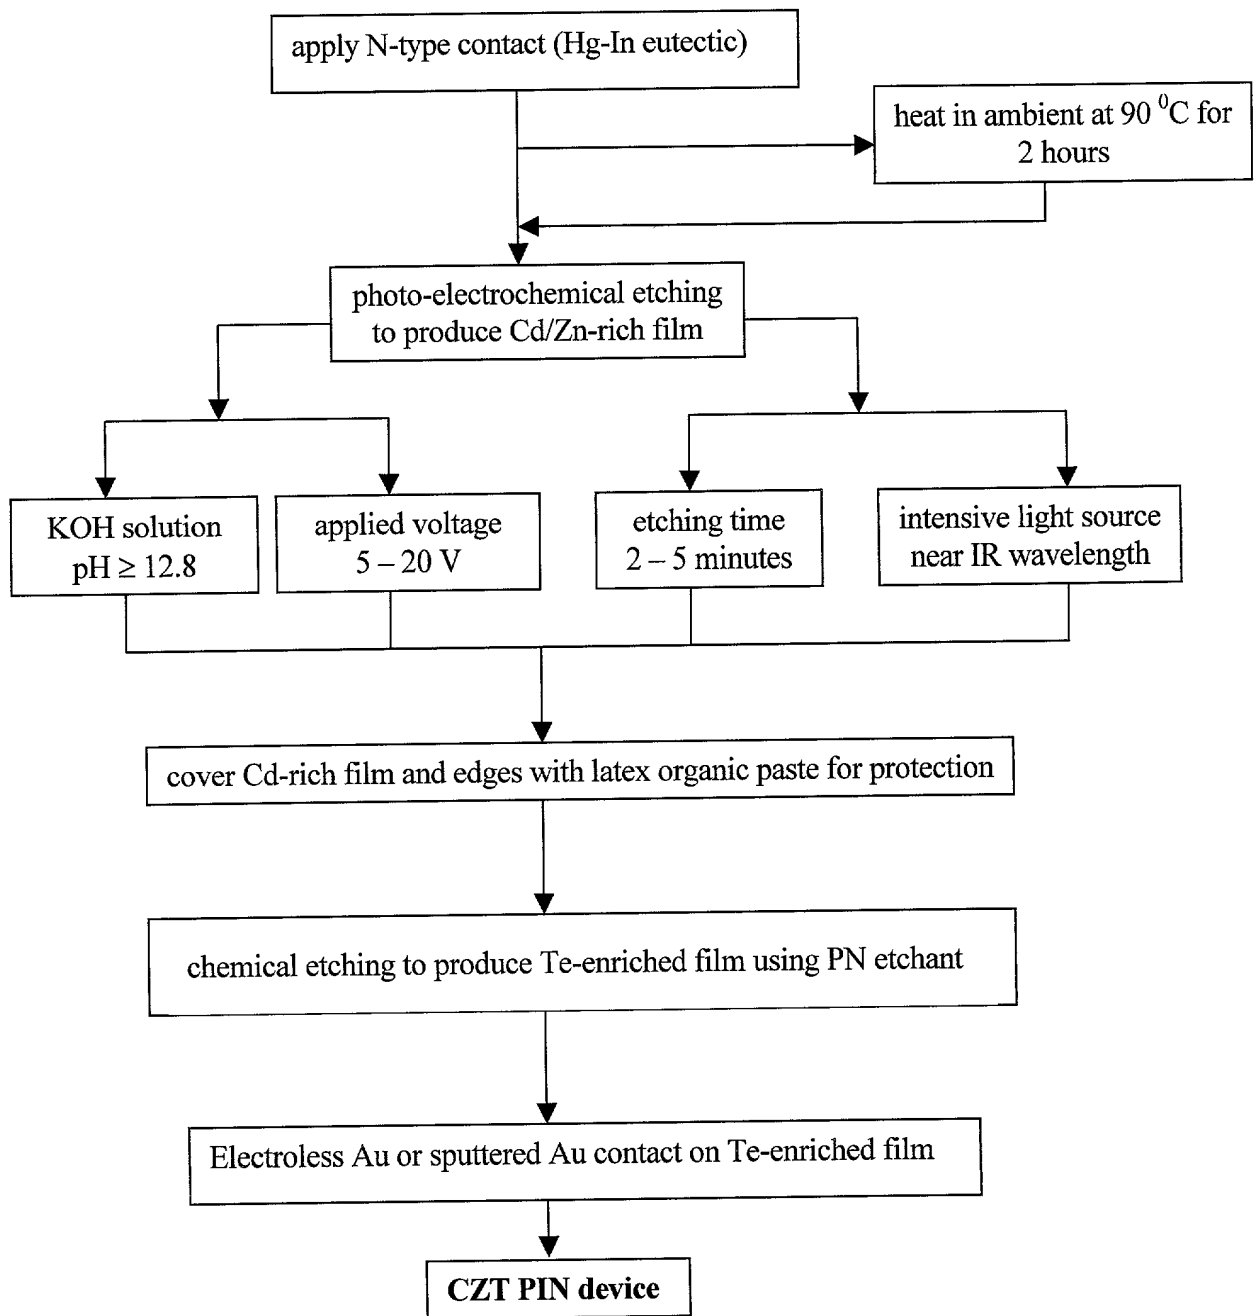 apply N-type contact (Hg-In eutectic)
heat in ambient at 90 ⁰C for
2 hours
photo-electrochemical etching
to produce Cd/Zn-rich film
KOH solution
pH ≥ 12.8
applied voltage
5 – 20 V
etching time
2 – 5 minutes
intensive light source
near IR wavelength
cover Cd-rich film and edges with latex organic paste for protection
chemical etching to produce Te-enriched film using PN etchant
Electroless Au or sputtered Au contact on Te-enriched film
CZT PIN device